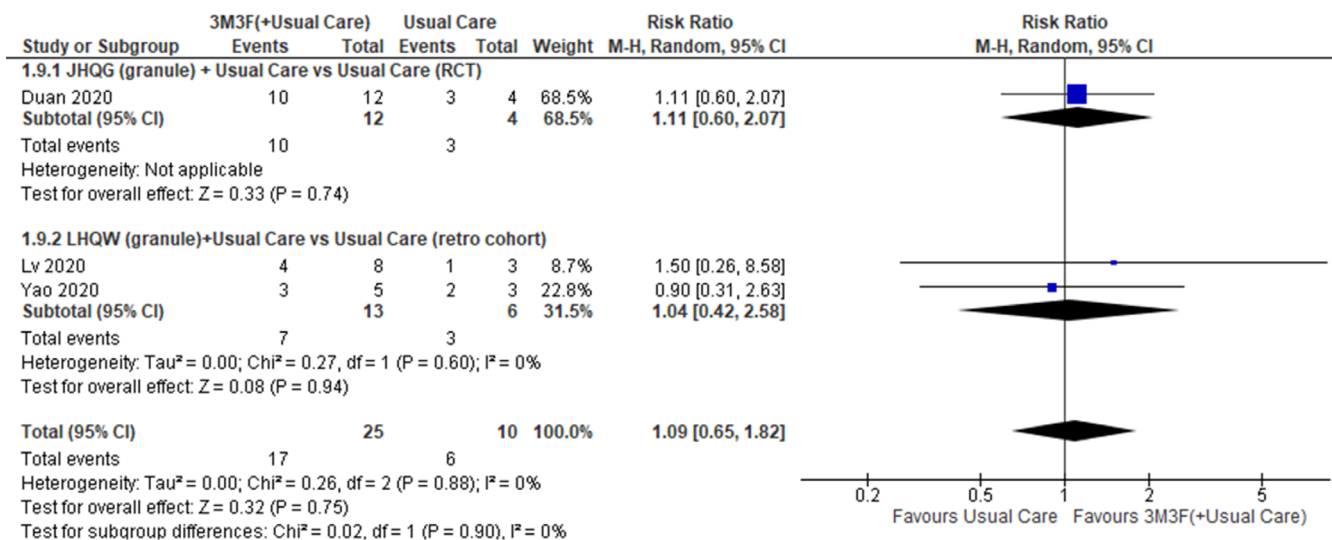 3M3F(+Usual Care) Usual Care Risk Ratio Risk Ratio
Study or Subgroup Events Total Events Total Weight M-H, Random, 95% CI M-H, Random, 95% CI
1.9.1 JHQG (granule) + Usual Care vs Usual Care (RCT)
Duan 2020 10 12 3 4 68.5% 1.11 [0.60, 2.07]
Subtotal (95% CI) 12 4 68.5% 1.11 [0.60, 2.07]
Total events 10 3
Heterogeneity: Not applicable
Test for overall effect: Z = 0.33 (P = 0.74)
1.9.2 LHQW (granule)+Usual Care vs Usual Care (retro cohort)
Lv 2020 4 8 1 3 8.7% 1.50 [0.26, 8.58]
Yao 2020 3 5 2 3 22.8% 0.90 [0.31, 2.63]
Subtotal (95% CI) 13 6 31.5% 1.04 [0.42, 2.58]
Total events 7 3
Heterogeneity: Tau² = 0.00; Chi² = 0.27, df = 1 (P = 0.60); I² = 0%
Test for overall effect: Z = 0.08 (P = 0.94)
Total (95% CI) 25 10 100.0% 1.09 [0.65, 1.82]
Total events 17 6
Heterogeneity: Tau² = 0.00; Chi² = 0.26, df = 2 (P = 0.88); I² = 0%
Test for overall effect: Z = 0.32 (P = 0.75)
Test for subgroup differences: Chi² = 0.02, df = 1 (P = 0.90), I² = 0%
0.2 0.5 1 2 5
Favours Usual Care Favours 3M3F(+Usual Care)